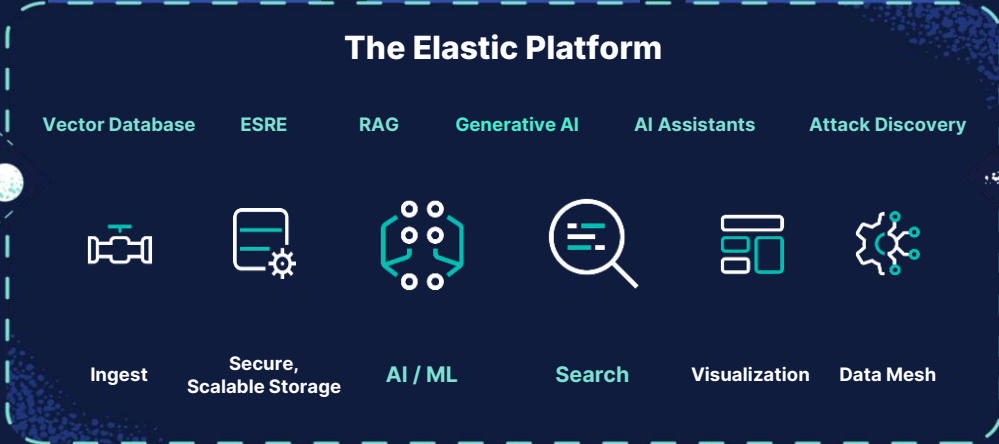 The Elastic Platform
Vector Database
ESRE
RAG
Generative AI
AI Assistants
Attack Discovery
Ingest
Secure,
Scalable Storage
AI / ML
Search
Visualization
Data Mesh